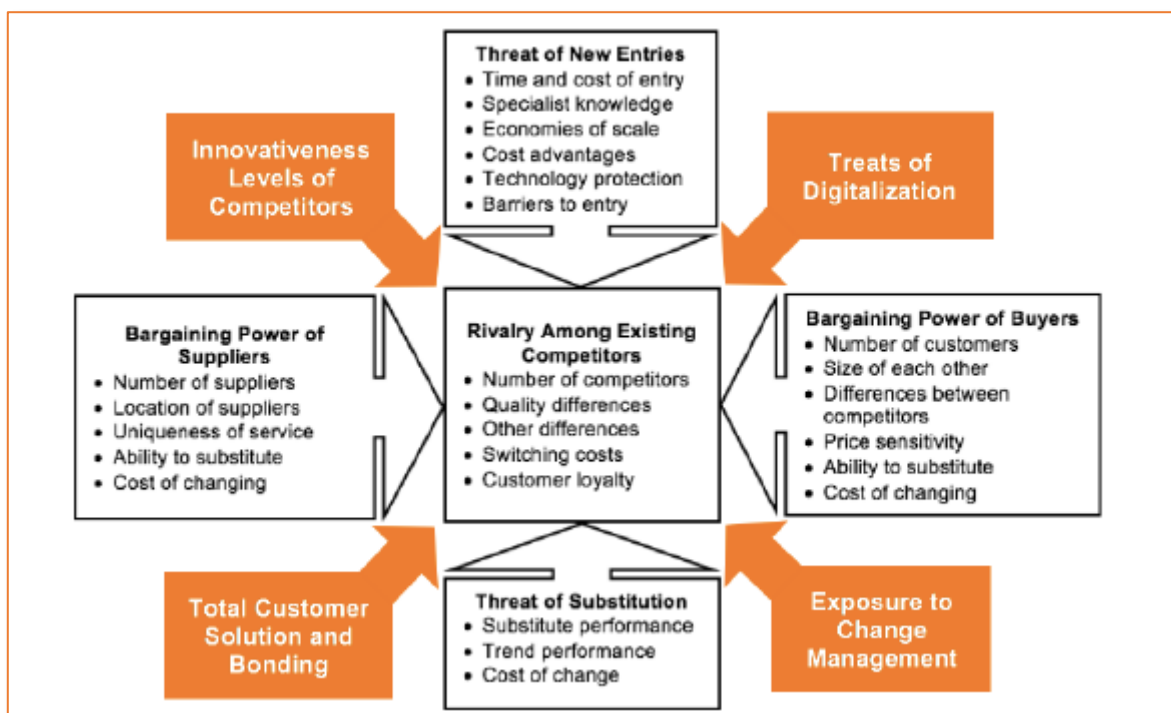 Threat of New Entries
• Time and cost of entry
• Specialist knowledge
• Economies of scale
• Cost advantages
• Technology protection
• Barriers to entry
Innovativeness
Levels of
Competitors
Treats of
Digitalization
Bargaining Power of
Suppliers
• Number of suppliers
• Location of suppliers
• Uniqueness of service
• Ability to substitute
• Cost of changing
Rivalry Among Existing
Competitors
• Number of competitors
• Quality differences
• Other differences
• Switching costs
• Customer loyalty
Bargaining Power of Buyers
• Number of customers
• Size of each other
• Differences between
competitors
• Price sensitivity
• Ability to substitute
• Cost of changing
Total Customer
Solution and
Bonding
Threat of Substitution
• Substitute performance
• Trend performance
• Cost of change
Exposure to
Change
Management